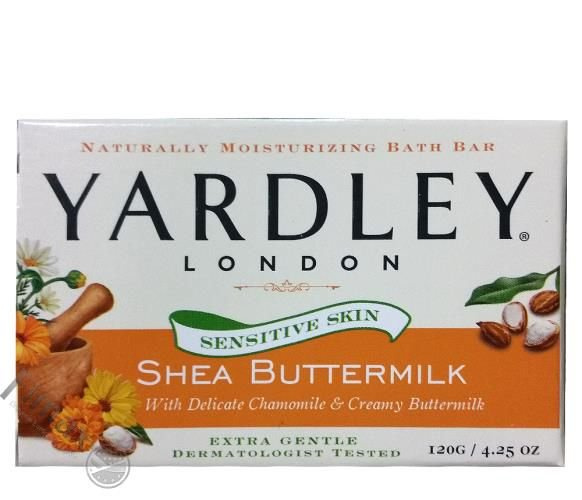 NATURALLY MOISTURIZING BATH BAR
YARDLEY®
LONDON
SENSITIVE SKIN
SHEA BUTTERMILK
With Delicate Chamomile & Creamy Buttermilk
EXTRA GENTLE
DERMATOLOGIST TESTED
120G / 4.25 OZ